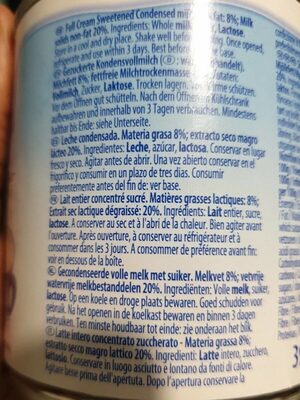 Full Cream Sweetened Condensed milk fat: 8%; Milk
solids non-fat 20%. Ingredients: Whole milk, Lactose.
Store in a cool and dry place. Shake well before Once opened,
refrigerate and use within 3 days. Best before
Gezuckerte Kondensvollmilch
Milchfett 8%, fettfreie Milchtrockenmasse Zutaten:
Vollmilch, Zucker, Laktose. Trocken lagern. Vor Wärme schützen.
Vor dem Öffnen gut schütteln. Nach dem Öffnen im Kühlschrank
aufbewahren und innerhalb von 3 Tagen verbrauchen. Mindestens
haltbar bis Ende: siehe Unterseite.
Leche condensada. Materia grasa 8%; extracto seco magro
lácteo 20%. Ingredientes: Leche, azúcar, lactosa. Conservar en lugar
fresco y seco. Agitar antes de abrir. Una vez abierto conservar en el
frigorífico y consumir en un plazo de tres días. Consumir
preferentemente antes del fin de: ver base.
Lait entier concentré sucré. Matières grasses lactiques: 8%;
Extrait sec lactique dégraissé: 20%. Ingrédients: Lait entier, sucre,
lactose. A conserver au sec et à l'abri de la chaleur. Bien agiter avant
l'ouverture. Après ouverture, à conserver au réfrigérateur et à
consommer dans les 3 jours. A consommer de préférence avant fin:
voir en dessous de la boîte.
Gecondenseerde volle melk met suiker. Melkvet 8%; vetvrije
watervrije melkbestanddelen 20%. Ingrediënten: Volle melk, suiker,
lactose. Op een koele en droge plaats bewaren. Goed schudden voor
gebruik. Na het openen in de koelkast bewaren en binnen 3 dagen
verbruiken. Ten minste houdbaar tot einde: zie onderaan het blik.
Latte intero concentrato zuccherato - Materia grassa 8%;
estratto secco magro lattico 20%. Ingredienti: Latte intero, zucchero,
lattosio. Conservare in luogo asciutto e lontano da fonti di calore.
Agitare bene prima dell'apertura. Dopo l'apertura conservare la